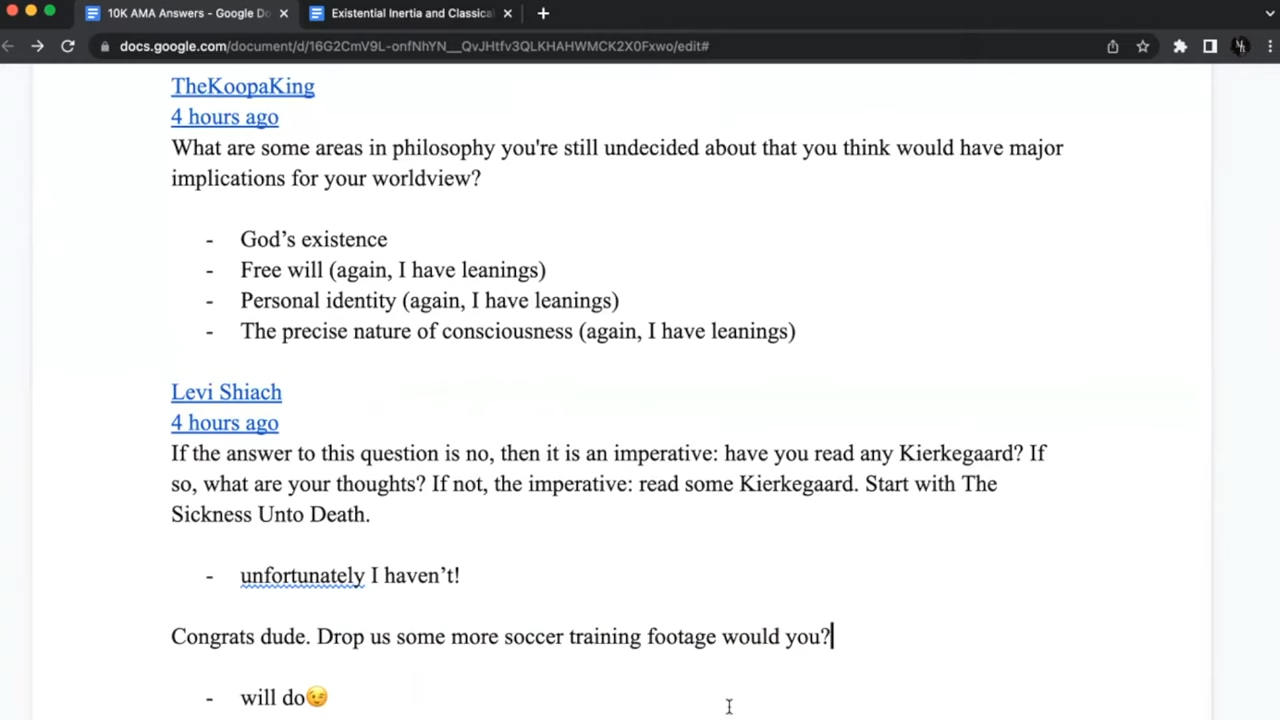 10K AMA Answers - Google Do
Existential Inertia and Classica
docs.google.com/document/d/16G2CmV9L-onfNhYN__QvJHtfv3QLKHAHWMCK2X0Fxwo/edit#
TheKoopaKing
4 hours ago
What are some areas in philosophy you're still undecided about that you think would have major
implications for your worldview?
- God’s existence
- Free will (again, I have leanings)
- Personal identity (again, I have leanings)
- The precise nature of consciousness (again, I have leanings)
Levi Shiach
4 hours ago
If the answer to this question is no, then it is an imperative: have you read any Kierkegaard? If
so, what are your thoughts? If not, the imperative: read some Kierkegaard. Start with The
Sickness Unto Death.
- unfortunately I haven’t!
Congrats dude. Drop us some more soccer training footage would you?
- will do😉